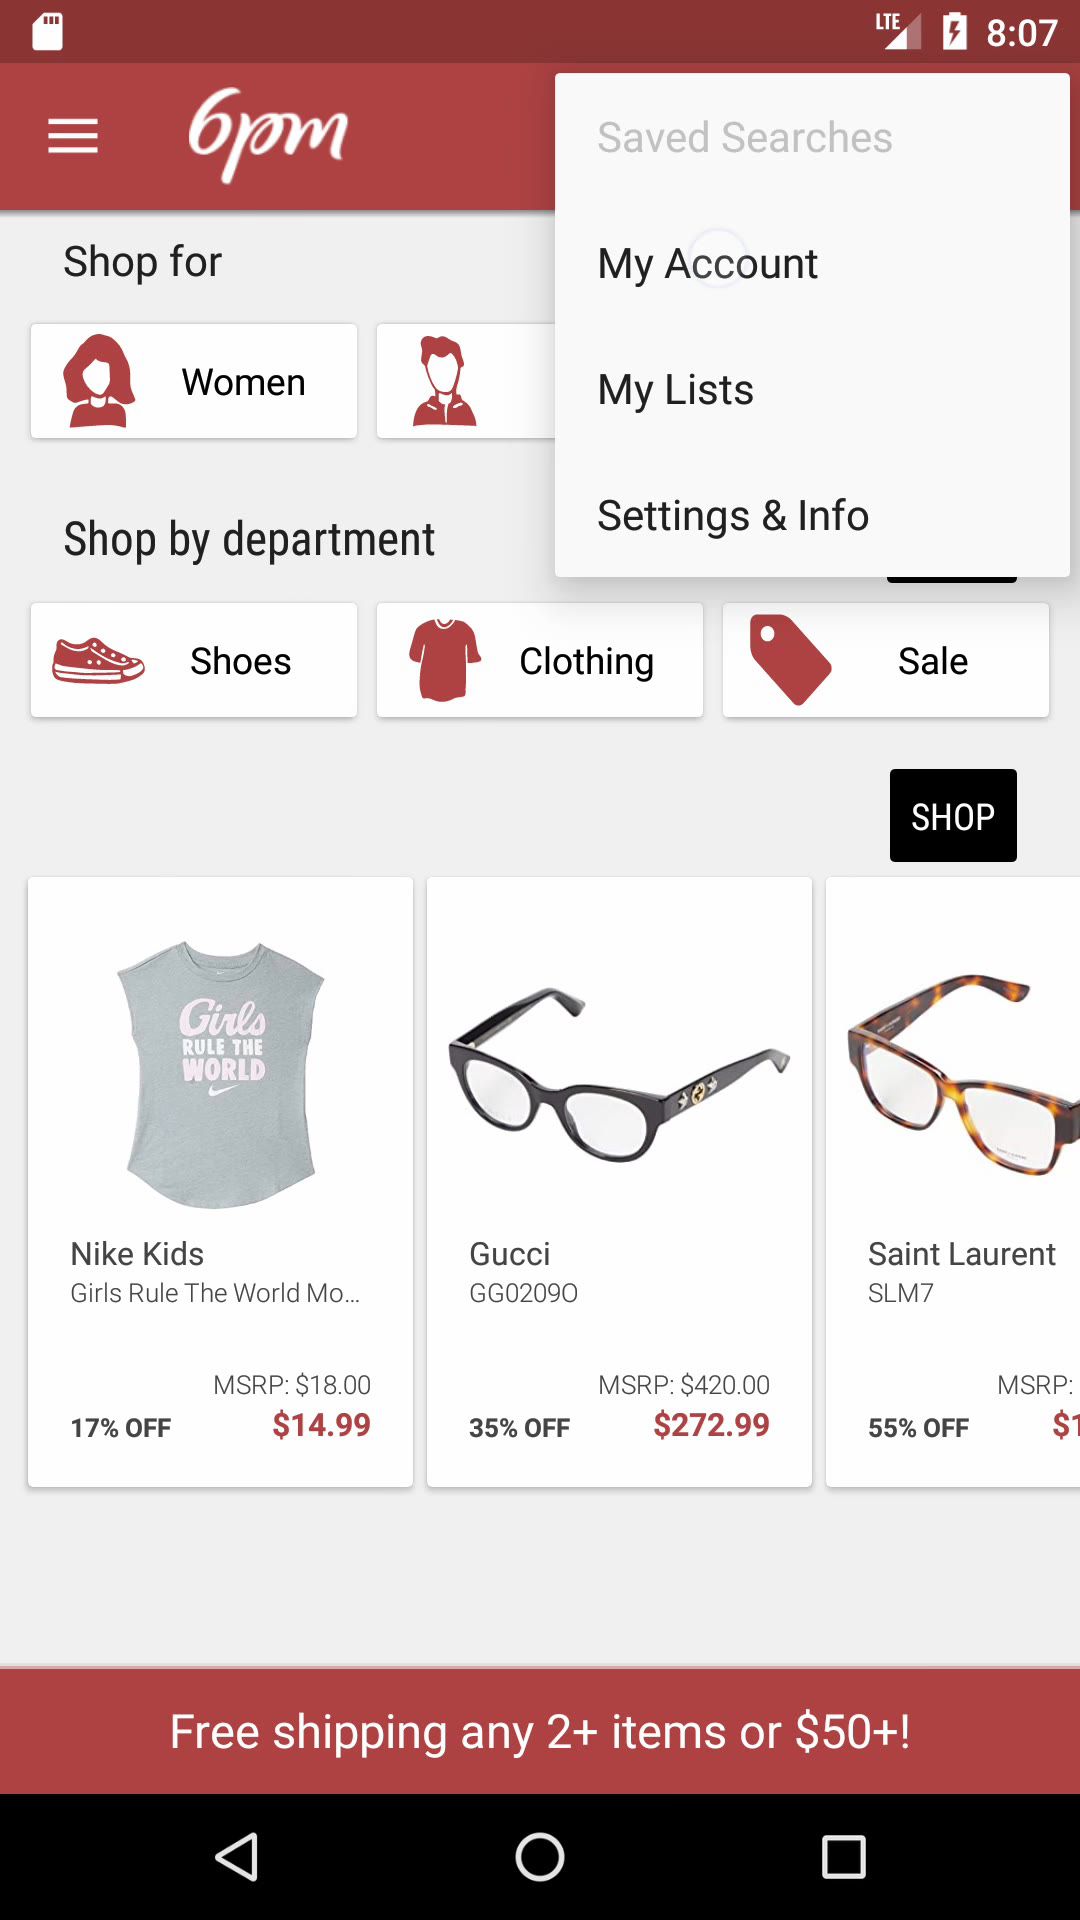 LTE 8:07
6pm
Saved Searches
My Account
My Lists
Settings & Info
Shop for
Women
Shop by department
Shoes
Clothing
Sale
SHOP
Girls
RULE THE
WORLD
Nike Kids
Girls Rule The World Mo...
MSRP: $18.00
17% OFF $14.99
Gucci
GG0209O
MSRP: $420.00
35% OFF $272.99
Saint Laurent
SLM7
MSRP:
55% OFF $1
Free shipping any 2+ items or $50+!